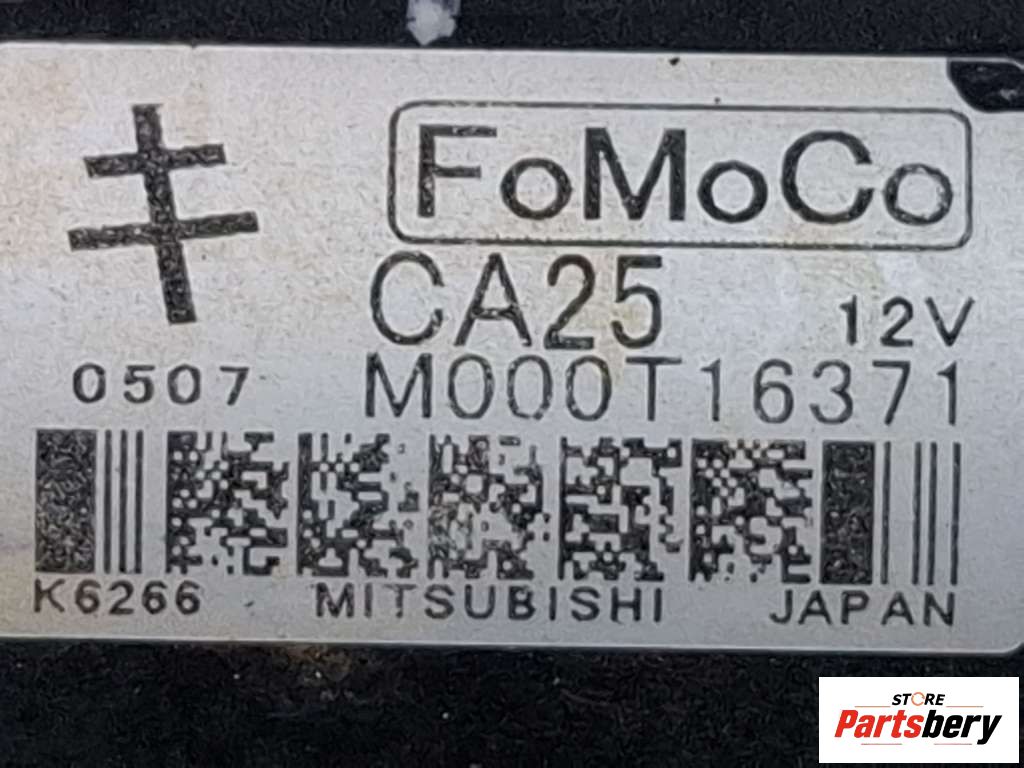 FoMoCo
CA25 12V
0507 M000T16371
K6266 MITSUBISHI JAPAN
STORE
Partsbery